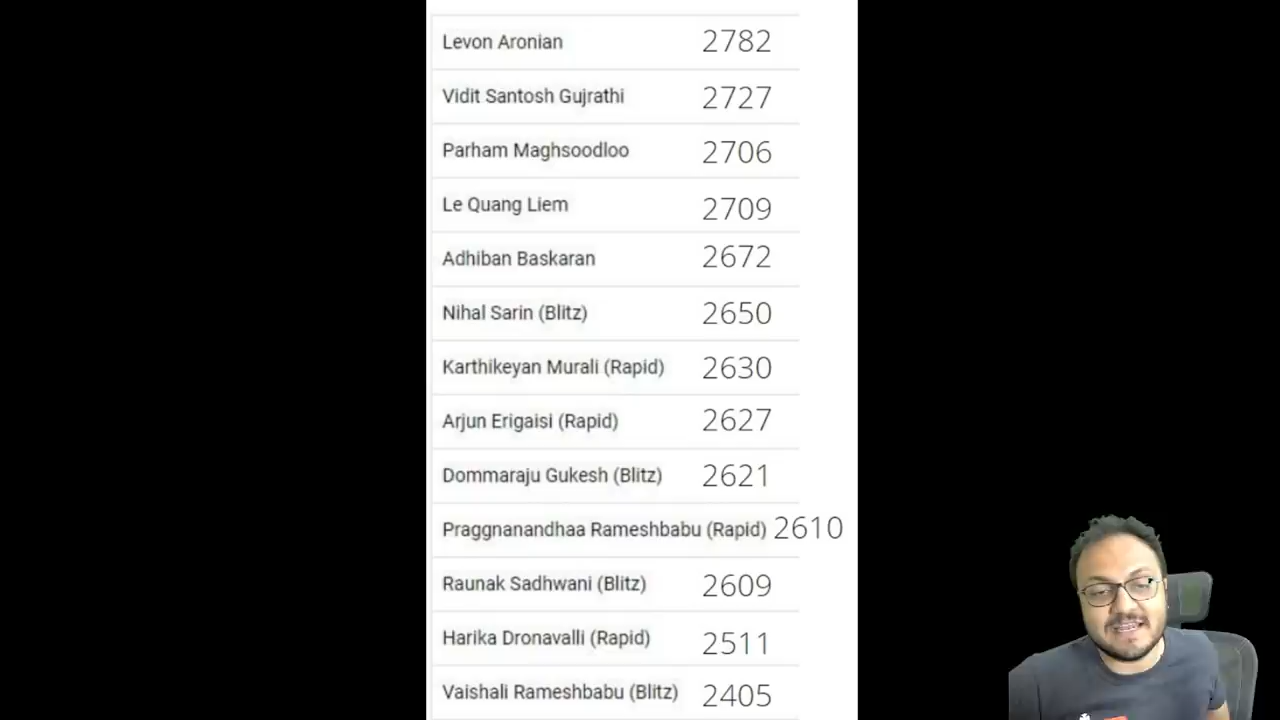 Levon Aronian 2782
Vidit Santosh Gujrathi 2727
Parham Maghsoodloo 2706
Le Quang Liem 2709
Adhiban Baskaran 2672
Nihal Sarin (Blitz) 2650
Karthikeyan Murali (Rapid) 2630
Arjun Erigaisi (Rapid) 2627
Dommaraju Gukesh (Blitz) 2621
Praggnanandhaa Rameshbabu (Rapid) 2610
Raunak Sadhwani (Blitz) 2609
Harika Dronavalli (Rapid) 2511
Vaishali Rameshbabu (Blitz) 2405